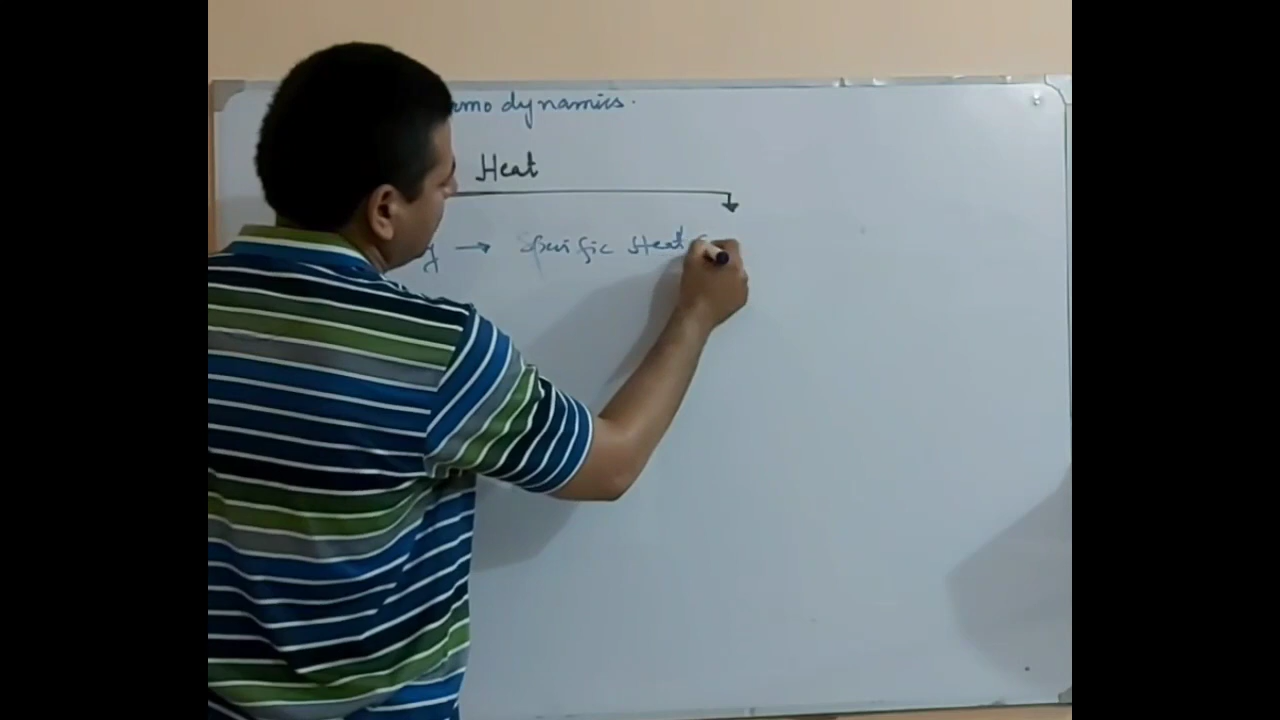 rmo dynamics.
Heat
y → Specific Heat